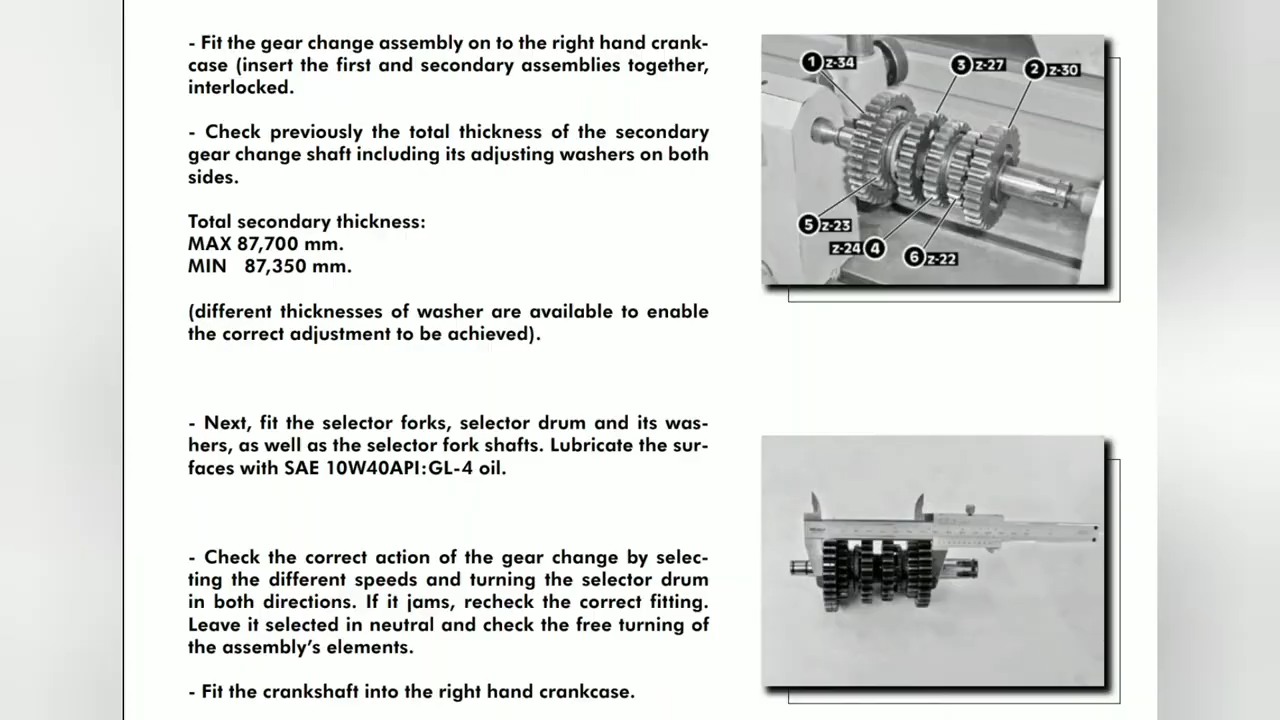 - Fit the gear change assembly on to the right hand crank-
case (insert the first and secondary assemblies together,
interlocked.
- Check previously the total thickness of the secondary
gear change shaft including its adjusting washers on both
sides.
Total secondary thickness:
MAX 87,700 mm.
MIN 87,350 mm.
(different thicknesses of washer are available to enable
the correct adjustment to be achieved).
- Next, fit the selector forks, selector drum and its was-
hers, as well as the selector fork shafts. Lubricate the sur-
faces with SAE 10W40API:GL-4 oil.
- Check the correct action of the gear change by selec-
ting the different speeds and turning the selector drum
in both directions. If it jams, recheck the correct fitting.
Leave it selected in neutral and check the free turning of
the assembly’s elements.
- Fit the crankshaft into the right hand crankcase.
1 z-34
3 z-27
2 z-30
5 z-23
z-24 4
6 z-22